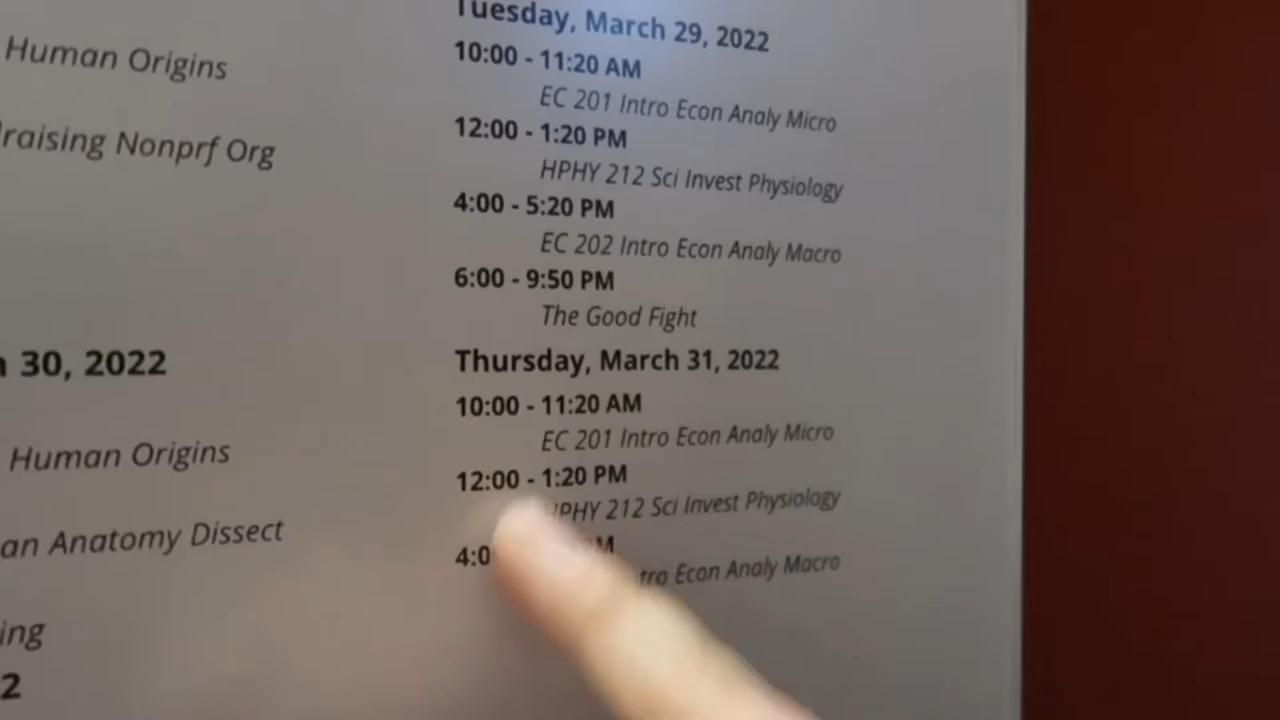 Human Origins
raising Nonprf Org
30, 2022
Human Origins
an Anatomy Dissect
ing
2
Tuesday, March 29, 2022
10:00 - 11:20 AM
EC 201 Intro Econ Analy Micro
12:00 - 1:20 PM
HPHY 212 Sci Invest Physiology
4:00 - 5:20 PM
EC 202 Intro Econ Analy Macro
6:00 - 9:50 PM
The Good Fight
Thursday, March 31, 2022
10:00 - 11:20 AM
EC 201 Intro Econ Analy Micro
12:00 - 1:20 PM
HPHY 212 Sci Invest Physiology
4:0 M
tro Econ Analy Macro